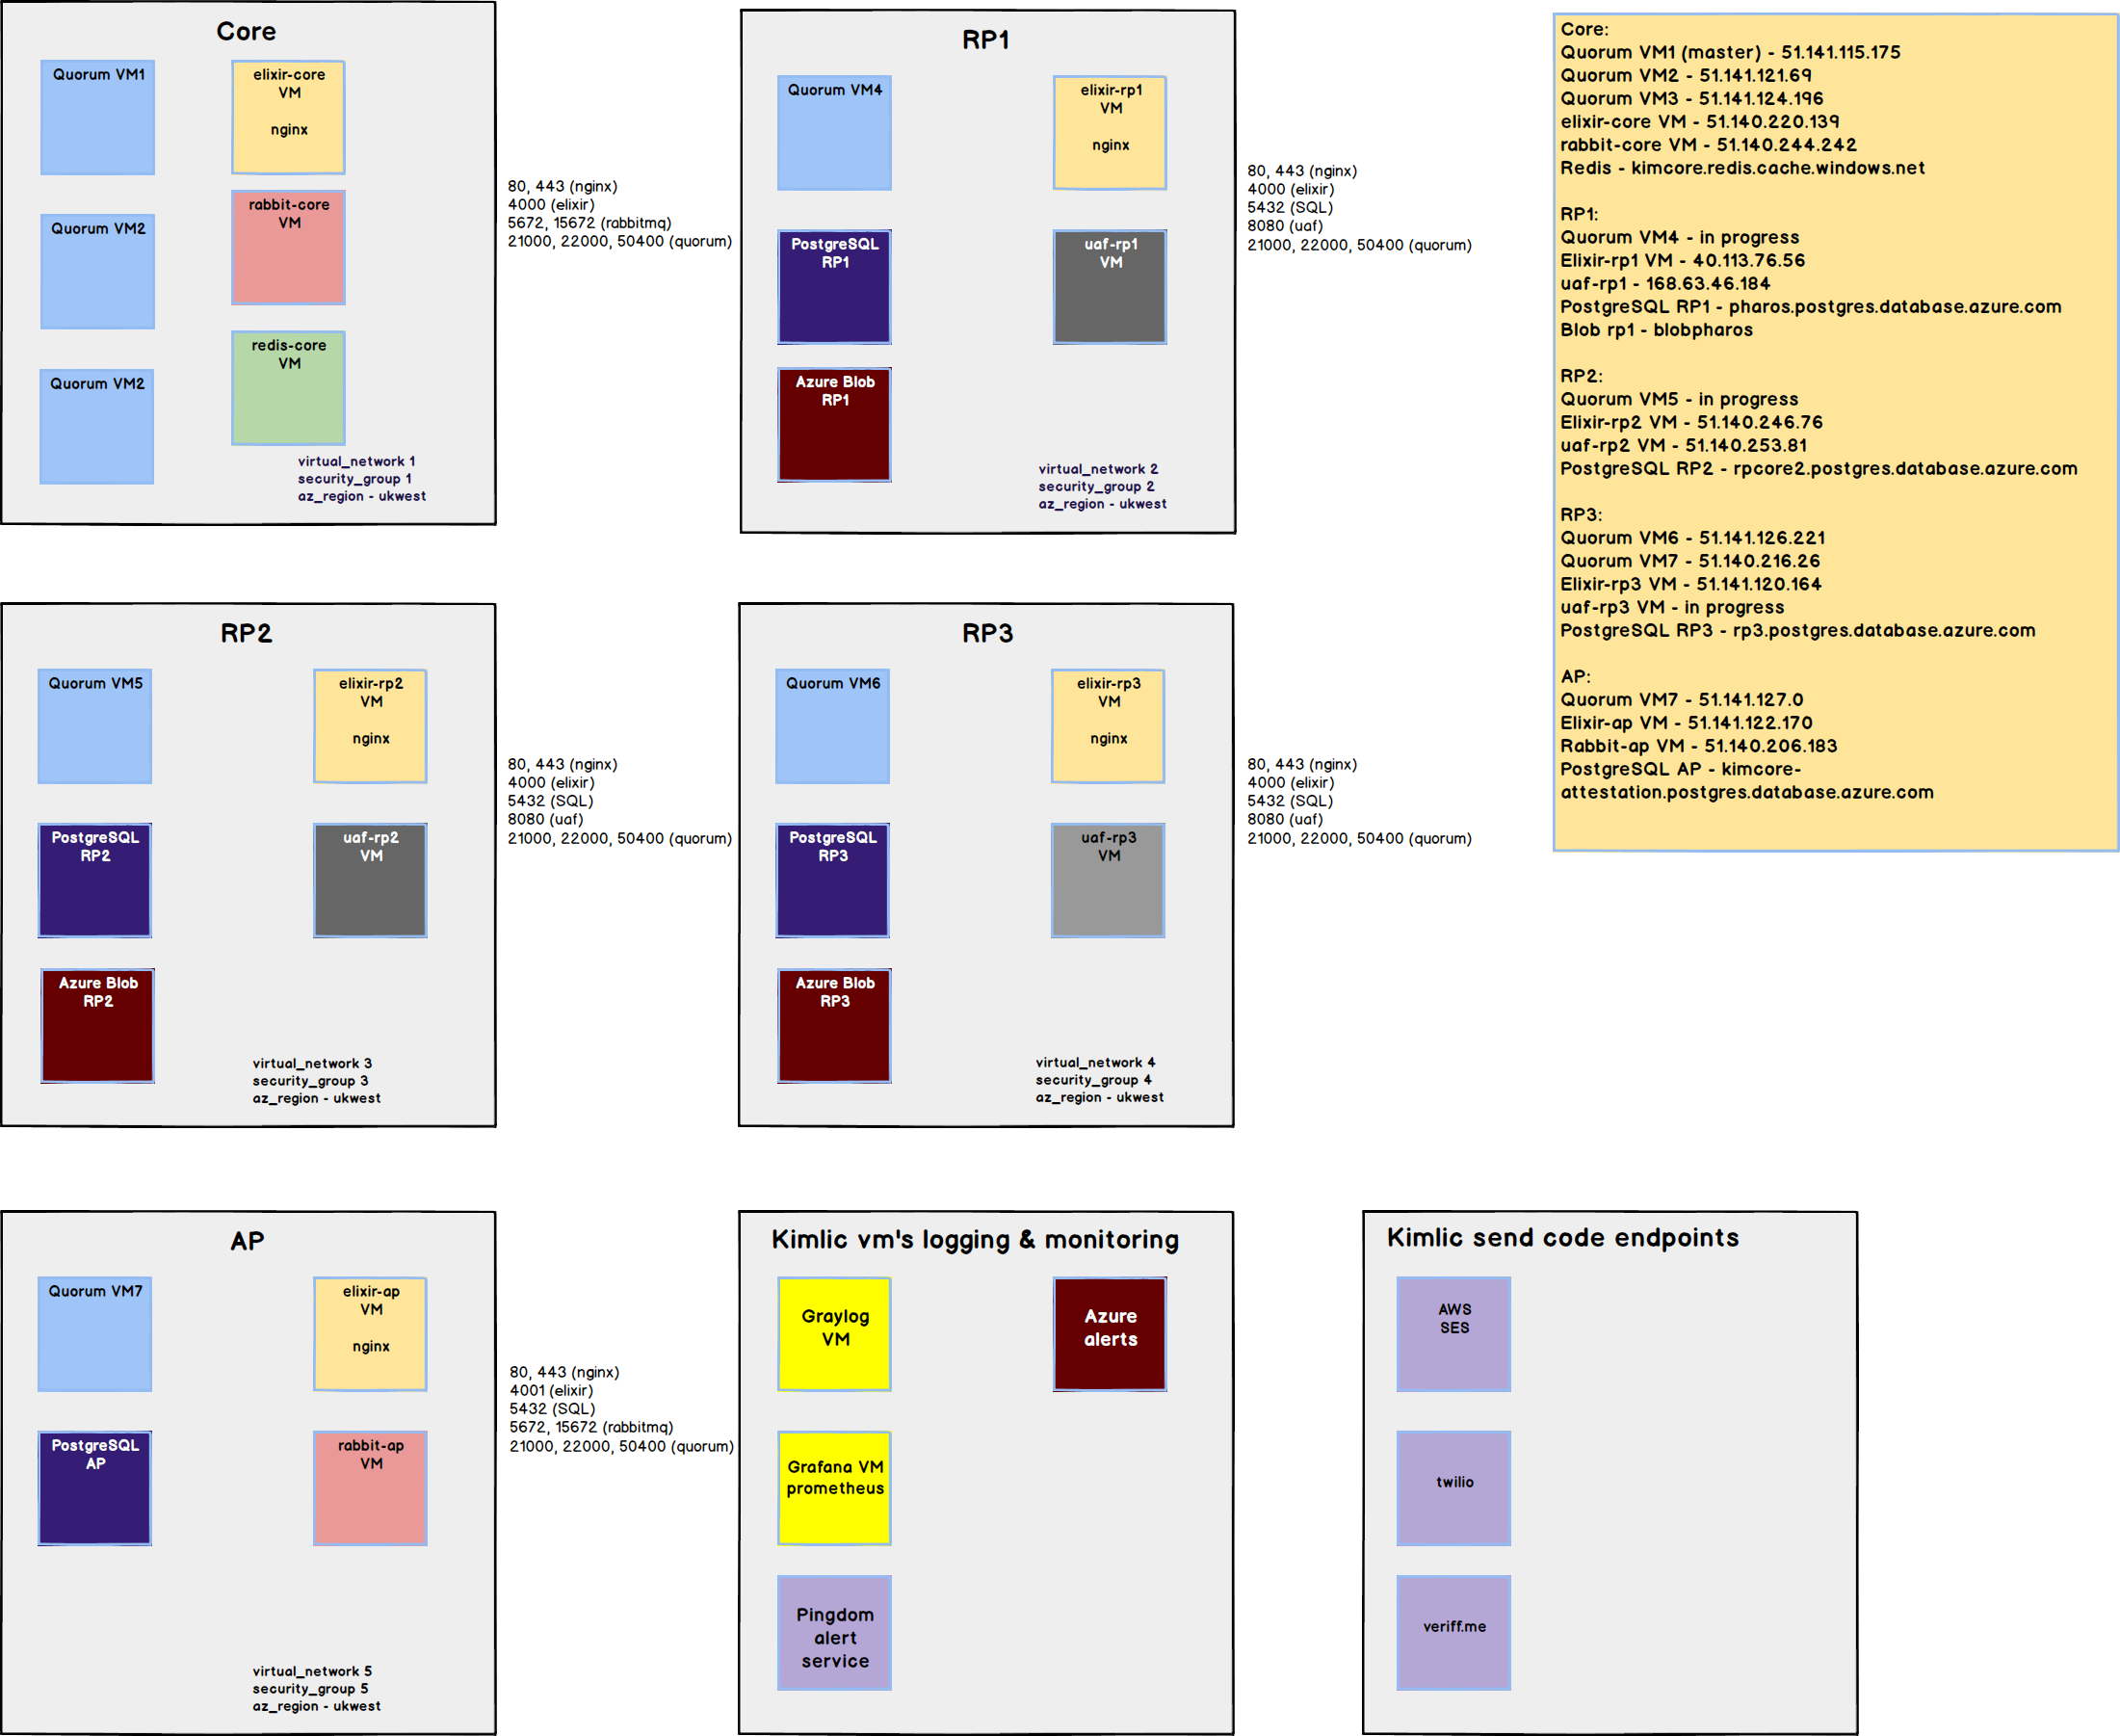 Core
Quorum VM1
elixir-core
VM
nginx
rabbit-core
VM
Quorum VM2
redis-core
VM
Quorum VM2
virtual_network 1
security_group 1
az_region - ukwest
80, 443 (nginx)
4000 (elixir)
5672, 15672 (rabbitmq)
21000, 22000, 50400 (quorum)
RP1
Quorum VM4
elixir-rp1
VM
nginx
PostgreSQL
RP1
uaf-rp1
VM
Azure Blob
RP1
virtual_network 2
security_group 2
az_region - ukwest
80, 443 (nginx)
4000 (elixir)
5432 (SQL)
8080 (uaf)
21000, 22000, 50400 (quorum)
Core:
Quorum VM1 (master) - 51.141.115.175
Quorum VM2 - 51.141.121.69
Quorum VM3 - 51.141.124.196
elixir-core VM - 51.140.220.139
rabbit-core VM - 51.140.244.242
Redis - kimcore.redis.cache.windows.net
RP1:
Quorum VM4 - in progress
Elixir-rp1 VM - 40.113.76.56
uaf-rp1 - 168.63.46.184
PostgreSQL RP1 - pharos.postgres.database.azure.com
Blob rp1 - blobpharos
RP2:
Quorum VM5 - in progress
Elixir-rp2 VM - 51.140.246.76
uaf-rp2 VM - 51.140.253.81
PostgreSQL RP2 - rpcore2.postgres.database.azure.com
RP3:
Quorum VM6 - 51.141.126.221
Quorum VM7 - 51.140.216.26
Elixir-rp3 VM - 51.141.120.164
uaf-rp3 VM - in progress
PostgreSQL RP3 - rp3.postgres.database.azure.com
AP:
Quorum VM7 - 51.141.127.0
Elixir-ap VM - 51.141.122.170
Rabbit-ap VM - 51.140.206.183
PostgreSQL AP - kimcore-
attestation.postgres.database.azure.com
RP2
Quorum VM5
elixir-rp2
VM
nginx
PostgreSQL
RP2
uaf-rp2
VM
Azure Blob
RP2
virtual_network 3
security_group 3
az_region - ukwest
80, 443 (nginx)
4000 (elixir)
5432 (SQL)
8080 (uaf)
21000, 22000, 50400 (quorum)
RP3
Quorum VM6
elixir-rp3
VM
nginx
PostgreSQL
RP3
uaf-rp3
VM
Azure Blob
RP3
virtual_network 4
security_group 4
az_region - ukwest
80, 443 (nginx)
4000 (elixir)
5432 (SQL)
8080 (uaf)
21000, 22000, 50400 (quorum)
AP
Quorum VM7
elixir-ap
VM
nginx
PostgreSQL
AP
rabbit-ap
VM
virtual_network 5
security_group 5
az_region - ukwest
80, 443 (nginx)
4001 (elixir)
5432 (SQL)
5672, 15672 (rabbitmq)
21000, 22000, 50400 (quorum)
Kimlic vm's logging & monitoring
Graylog
VM
Azure
alerts
Grafana VM
prometheus
Pingdom
alert
service
Kimlic send code endpoints
AWS
SES
twilio
veriff.me